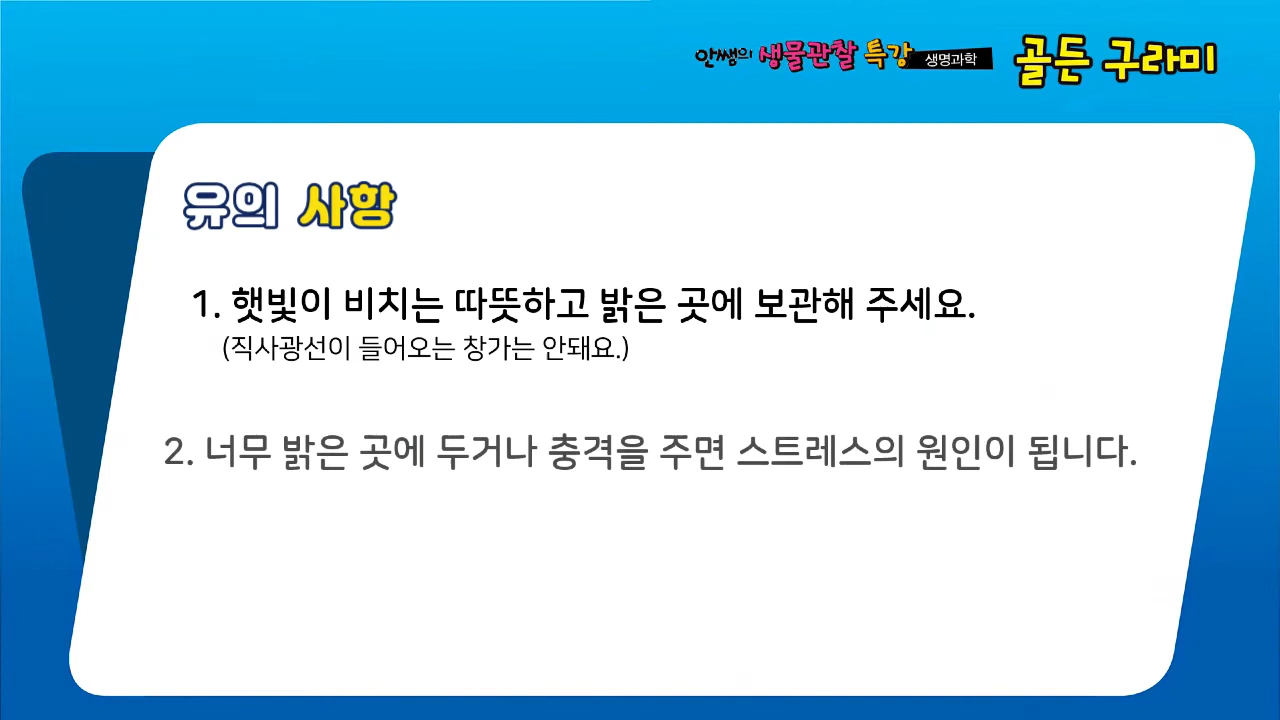 안쌤의 생물관찰 특강 생명과학 골든 구라미
유의 사항
1. 햇빛이 비치는 따뜻하고 밝은 곳에 보관해 주세요.
(직사광선이 들어오는 창가는 안돼요.)
2. 너무 밝은 곳에 두거나 충격을 주면 스트레스의 원인이 됩니다.